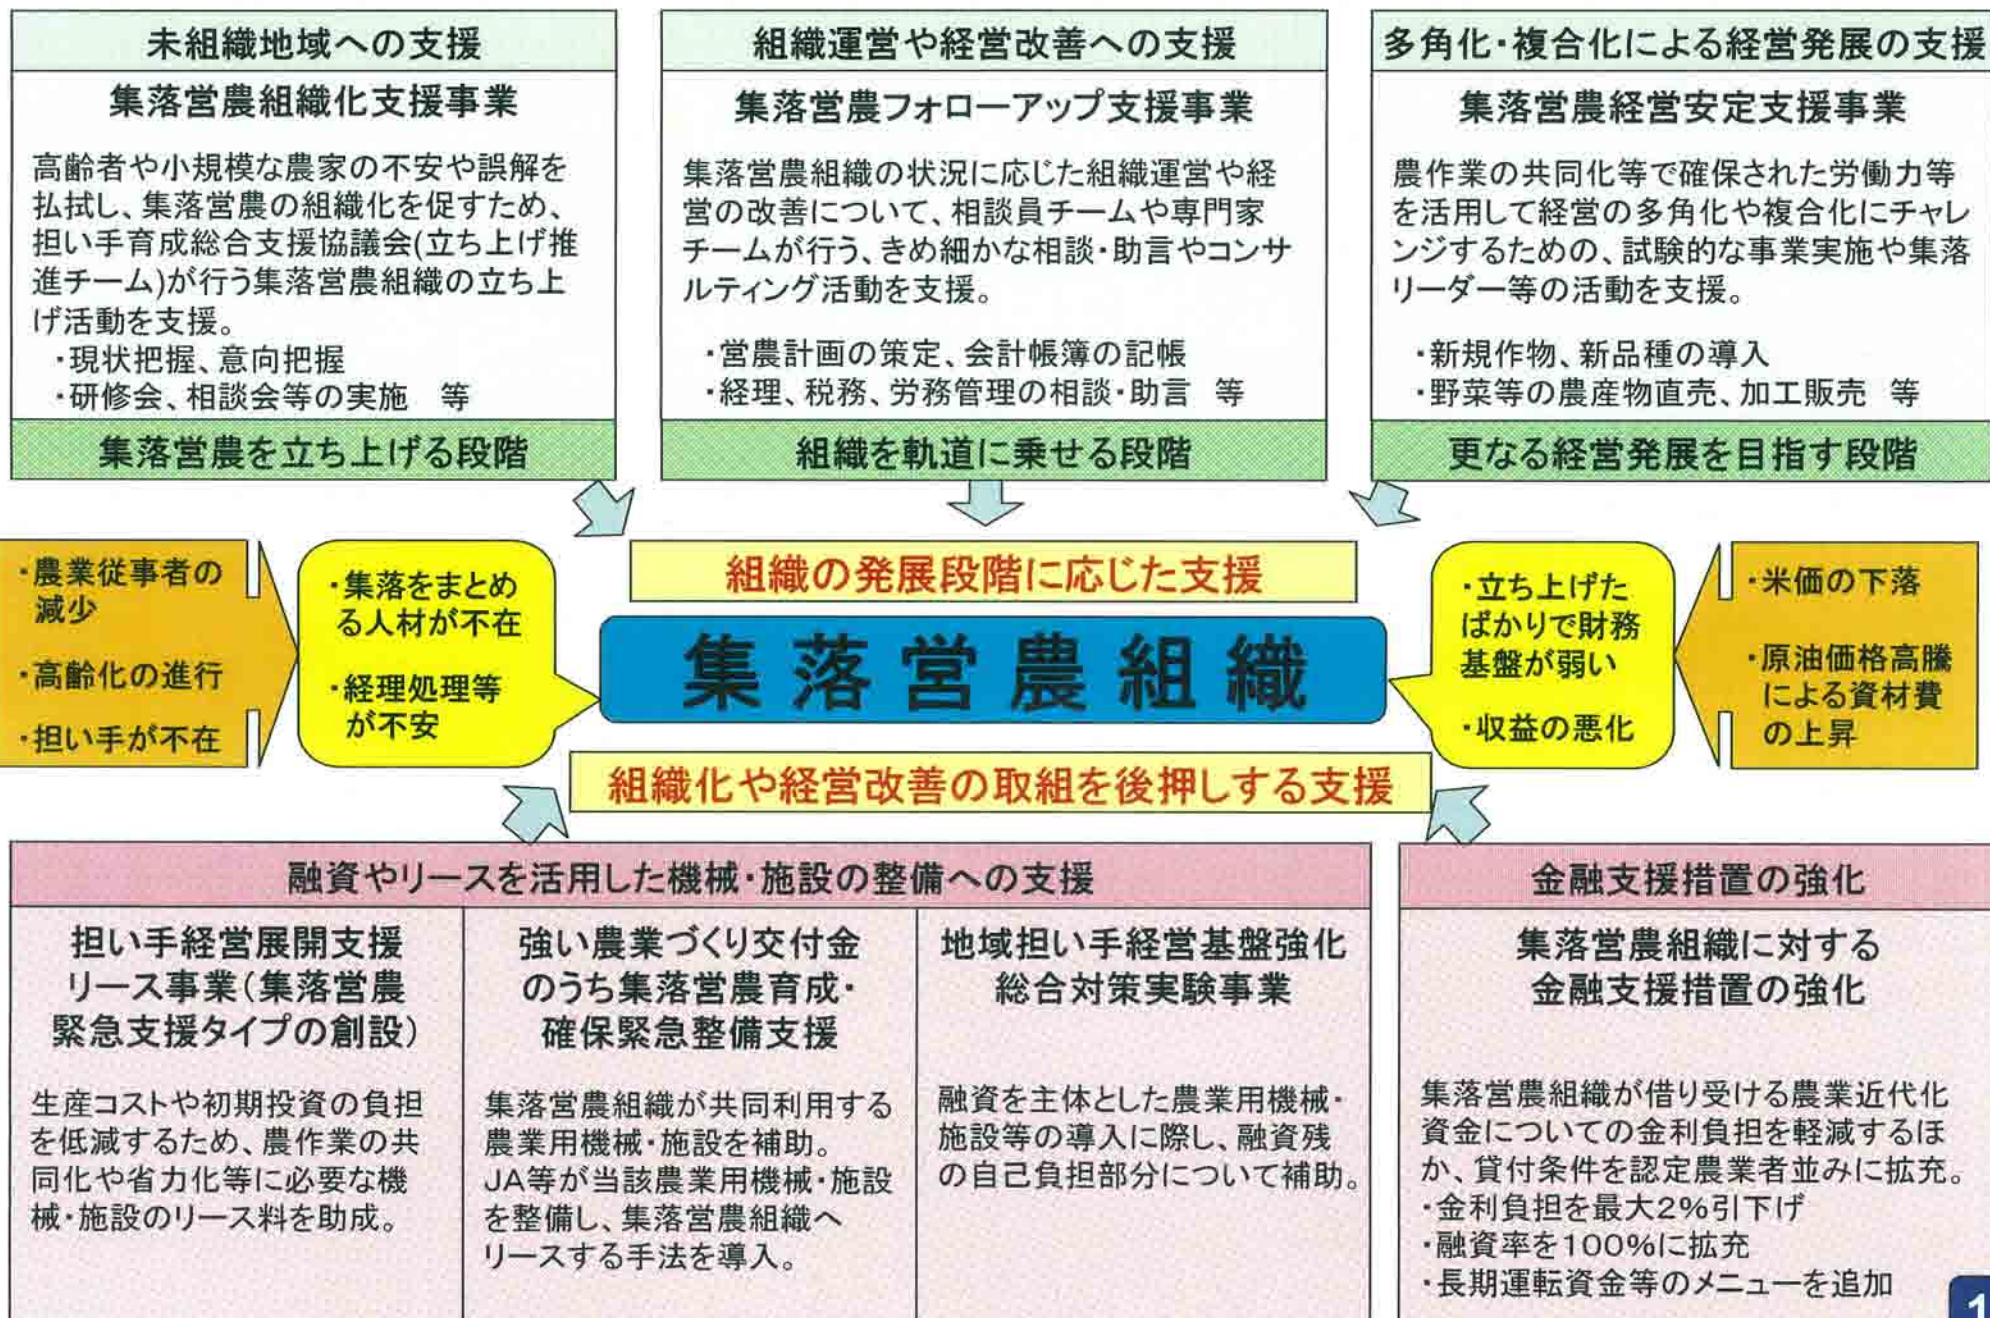 未組織地域への支援
集落営農組織化支援事業
高齢者や小規模な農家の不安や誤解を
払拭し、集落営農の組織化を促すため、
担い手育成総合支援協議会(立ち上げ推
進チーム)が行う集落営農組織の立ち上
げ活動を支援。
・現状把握、意向把握
・研修会、相談会等の実施　等
集落営農を立ち上げる段階
組織運営や経営改善への支援
集落営農フォローアップ支援事業
集落営農組織の状況に応じた組織運営や経
営の改善について、相談員チームや専門家
チームが行う、きめ細かな相談・助言やコンサ
ルティング活動を支援。
・営農計画の策定、会計帳簿の記帳
・経理、税務、労務管理の相談・助言　等
組織を軌道に乗せる段階
多角化・複合化による経営発展の支援
集落営農経営安定支援事業
農作業の共同化等で確保された労働力等
を活用して経営の多角化や複合化にチャレ
ンジするための、試験的な事業実施や集落
リーダー等の活動を支援。
・新規作物、新品種の導入
・野菜等の農産物直売、加工販売　等
更なる経営発展を目指す段階
・農業従事者の
減少
・高齢化の進行
・担い手が不在
・集落をまとめ
る人材が不在
・経理処理等
が不安
組織の発展段階に応じた支援
集落営農組織
組織化や経営改善の取組を後押しする支援
・立ち上げた
ばかりで財務
基盤が弱い
・収益の悪化
・米価の下落
・原油価格高騰
による資材費
の上昇
融資やリースを活用した機械・施設の整備への支援
担い手経営展開支援
リース事業(集落営農
緊急支援タイプの創設)
生産コストや初期投資の負担
を低減するため、農作業の共
同化や省力化等に必要な機
械・施設のリース料を助成。
強い農業づくり交付金
のうち集落営農育成・
確保緊急整備支援
集落営農組織が共同利用する
農業用機械・施設を補助。
JA等が当該農業用機械・施設
を整備し、集落営農組織へ
リースする手法を導入。
地域担い手経営基盤強化
総合対策実験事業
融資を主体とした農業用機械・
施設等の導入に際し、融資残
の自己負担部分について補助。
金融支援措置の強化
集落営農組織に対する
金融支援措置の強化
集落営農組織が借り受ける農業近代化
資金についての金利負担を軽減するほ
か、貸付条件を認定農業者並みに拡充。
・金利負担を最大2%引下げ
・融資率を100%に拡充
・長期運転資金等のメニューを追加
1